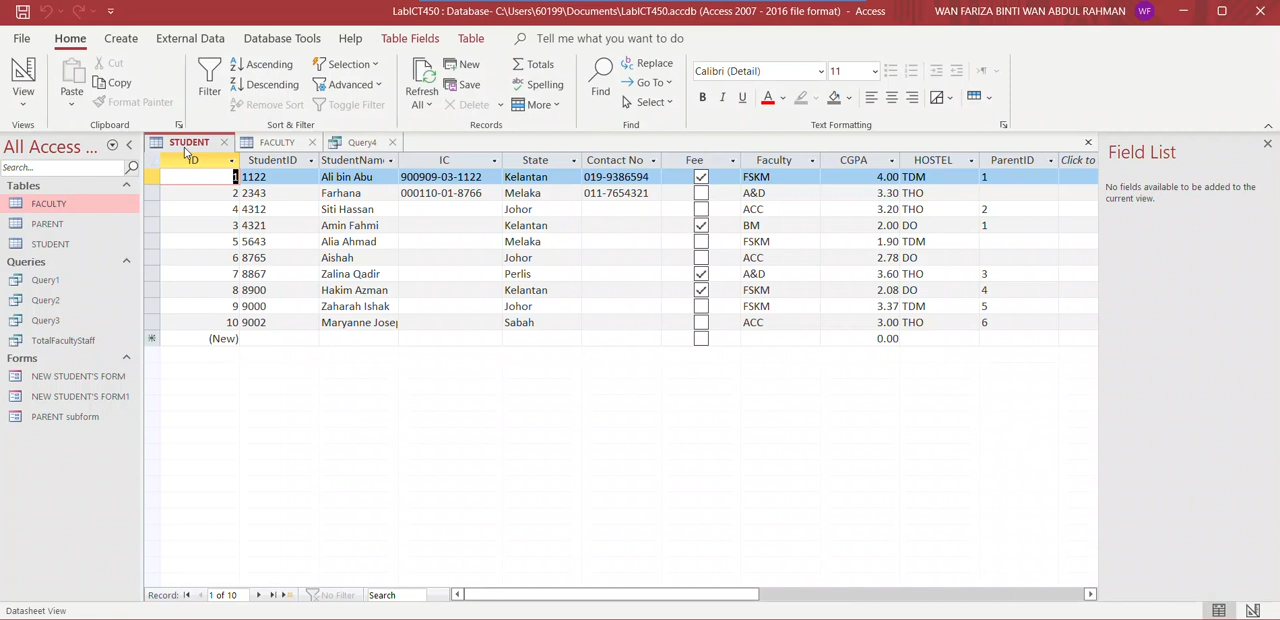 LabICT450 : Database- C:\Users\60199\Documents\LabICT450.accdb (Access 2007 - 2016 file format) - Access WAN FARIZA BINTI WAN ABDUL RAHMAN WF
File Home Create External Data Database Tools Help Table Fields Table Tell me what you want to do
View Paste Cut Copy Format Painter Filter Ascending Descending Remove Sort Selection Advanced Toggle Filter Refresh All New Save Delete Totals Spelling More Find Replace Go To Select Calibri (Detail) 11 B I U A
Views Clipboard Sort & Filter Records Find Text Formatting
All Access ... STUDENT FACULTY Query4 Field List
Search...
ID StudentID StudentName IC State Contact No Fee Faculty CGPA HOSTEL ParentID Click to
1 1122 Ali bin Abu 900909-03-1122 Kelantan 019-9386594 FSKM 4.00 TDM 1
2 2343 Farhana 000110-01-8766 Melaka 011-7654321 A&D 3.30 THO
4 4312 Siti Hassan Johor ACC 3.20 THO 2
3 4321 Amin Fahmi Kelantan BM 2.00 DO 1
5 5643 Alia Ahmad Melaka FSKM 1.90 TDM
6 8765 Aishah Johor ACC 2.78 DO
7 8867 Zalina Qadir Perlis A&D 3.60 THO 3
8 8900 Hakim Azman Kelantan FSKM 2.08 DO 4
9 9000 Zaharah Ishak Johor FSKM 3.37 TDM 5
10 9002 Maryanne Josep Sabah ACC 3.00 THO 6
(New) 0.00
Tables
FACULTY
PARENT
STUDENT
Queries
Query1
Query2
Query3
TotalFacultyStaff
Forms
NEW STUDENT'S FORM
NEW STUDENT'S FORM1
PARENT subform
No fields available to be added to the
current view.
Record: 1 of 10 No Filter Search
Datasheet View